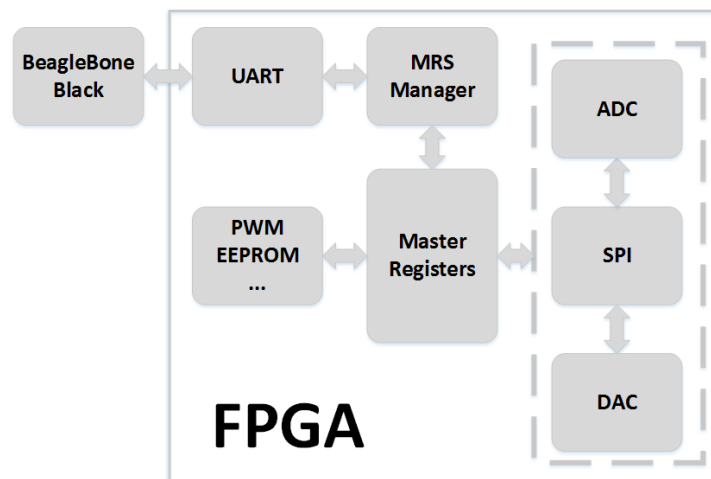 BeagleBone
Black
UART
MRS
Manager
ADC
PWM
EEPROM
...
Master
Registers
SPI
DAC
FPGA